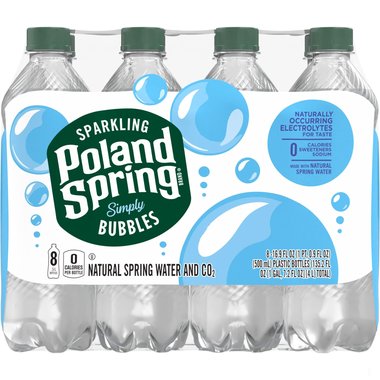 SPARKLING
Poland
Spring
BRAND®
Simply
BUBBLES
NATURALLY
OCCURRING
ELECTROLYTES
FOR TASTE
0 CALORIES
SWEETENERS
SODIUM
MADE WITH NATURAL
SPRING WATER
8
0
CALORIES
PER BOTTLE
NATURAL SPRING WATER AND CO₂
8 -16.9 FL OZ (1 PT, 0.9 FL OZ)
(500 mL) PLASTIC BOTTLES (135.2 FL
OZ (1 GAL, 7.2 FL OZ) (4 L) TOTAL)